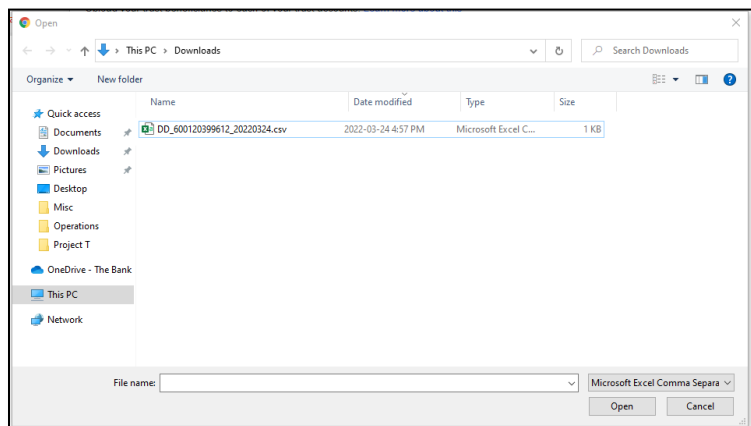 Open
This PC > Downloads
Search Downloads
Organize
New folder
Name
Date modified
Type
Size
Quick access
Documents
Downloads
Pictures
Desktop
Misc
Operations
Project T
OneDrive - The Bank
This PC
Network
DD_600120399612_20220324.csv
2022-03-24 4:57 PM
Microsoft Excel C...
1 KB
File name:
Microsoft Excel Comma Separa
Open
Cancel